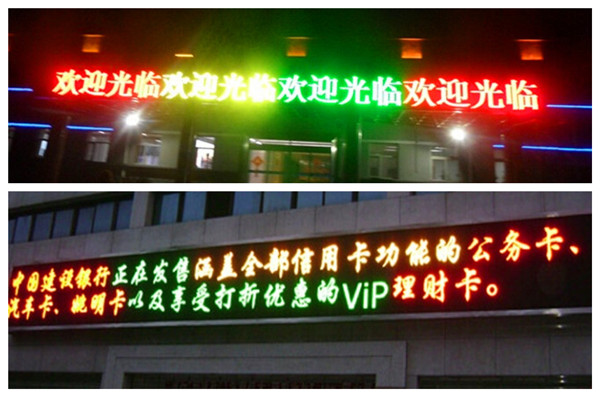 欢迎光临欢迎光临欢迎光临欢迎光临
中国建设银行正在发售涵盖全部信用卡功能的公务卡、
汽车卡、姚明卡以及享受打折优惠的ViP理财卡。